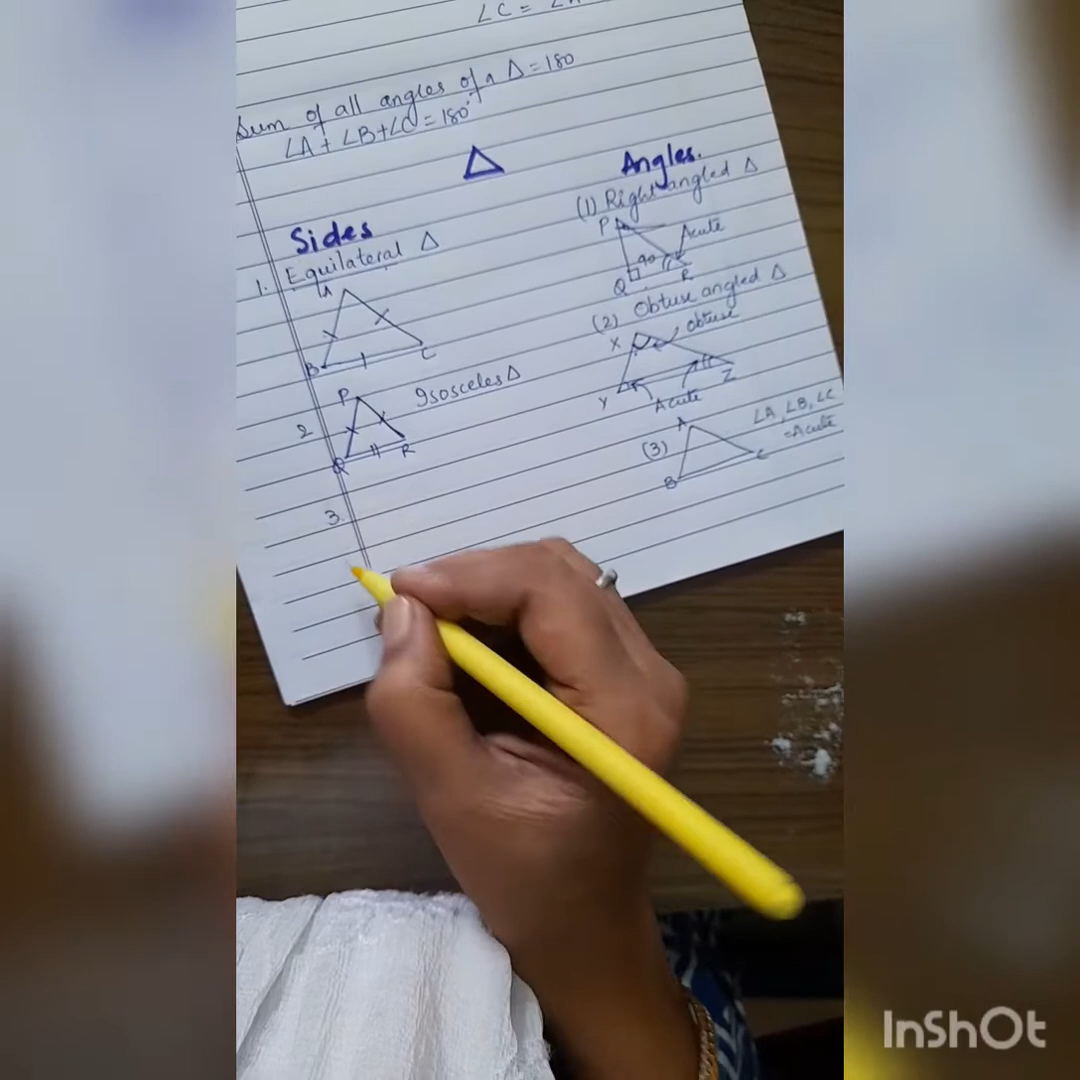 ∠C = ∠
Sum of all angles of a △ = 180
∠A + ∠B + ∠C = 180°
△
Sides
1. Equilateral △
A
B
C
2
Isosceles △
P
Q
R
3.
Angles.
(1) Right angled △
P
Acute
90
Q
R
(2) Obtuse angled △
Obtuse
X
Y
Z
Acute
(3)
A
B
C
∠A, ∠B, ∠C
= Acute
InShOt